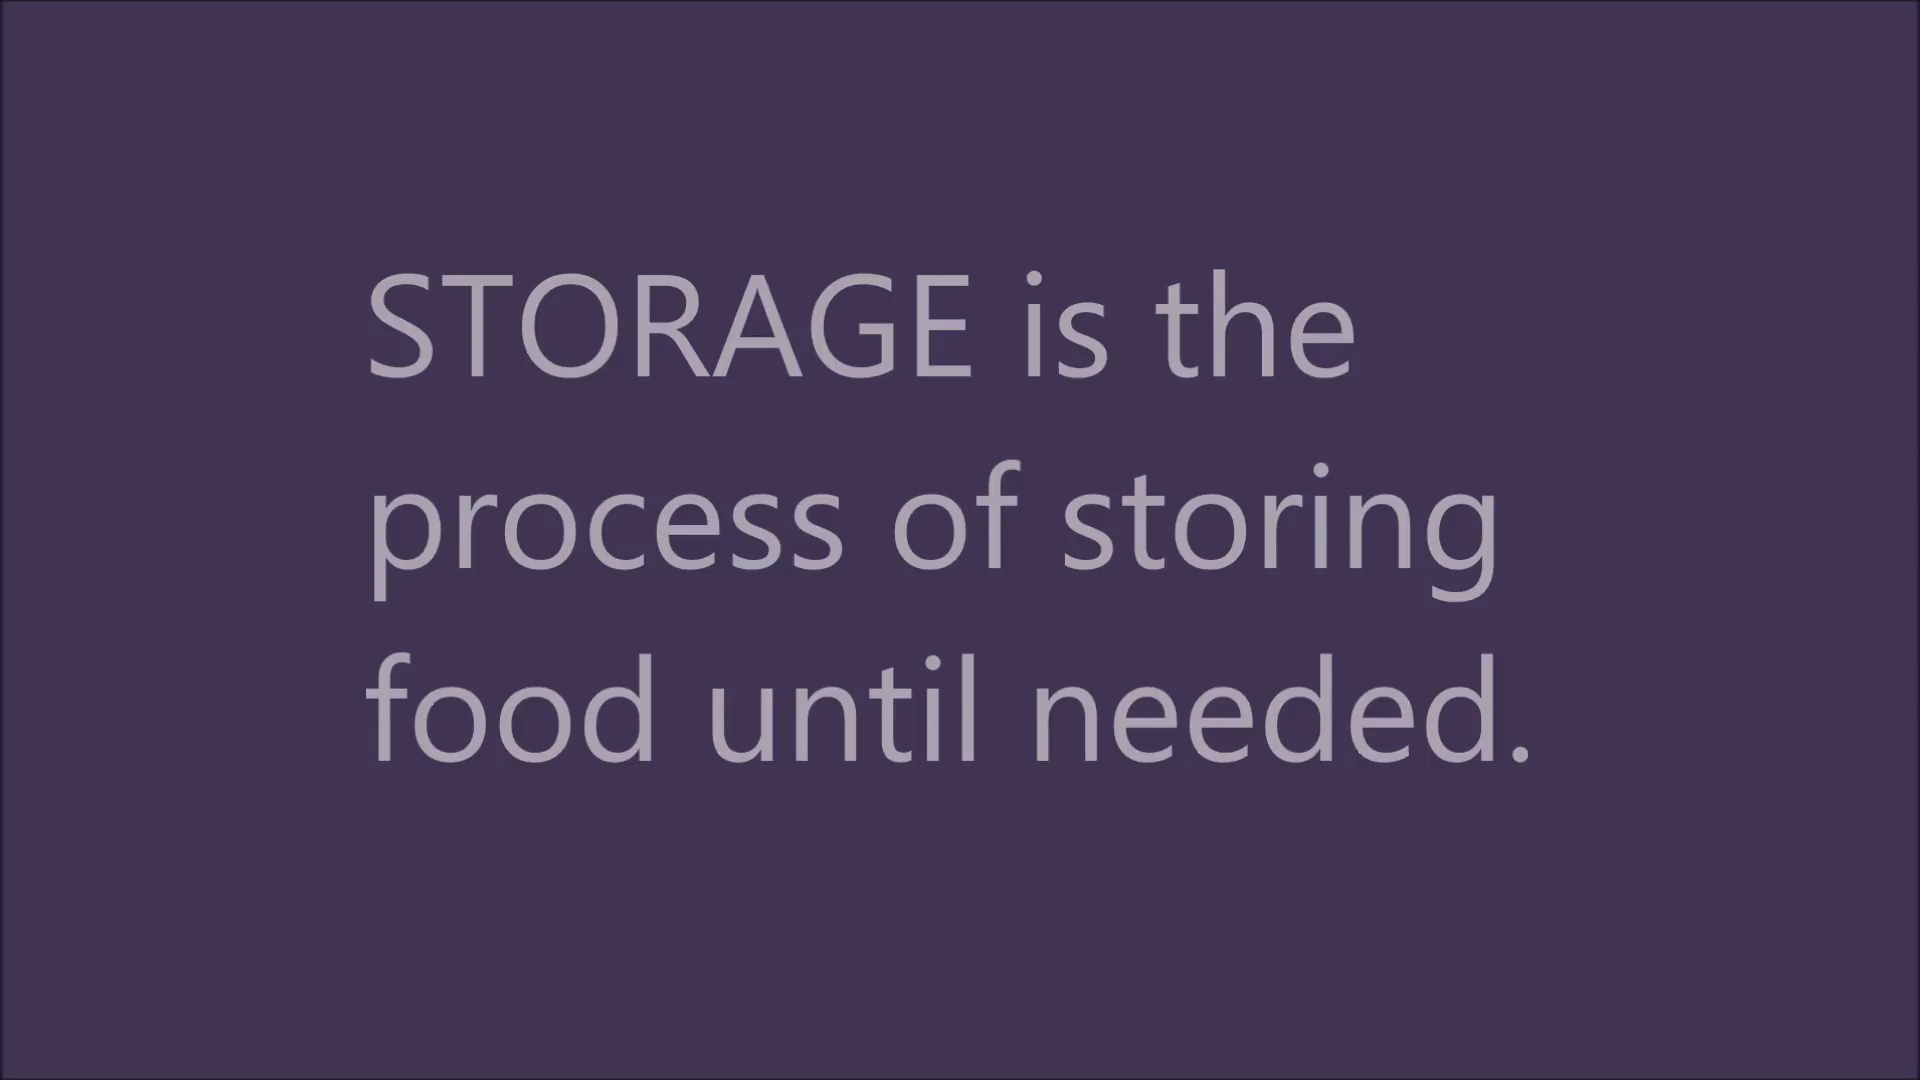 STORAGE is the
process of storing
food until needed.